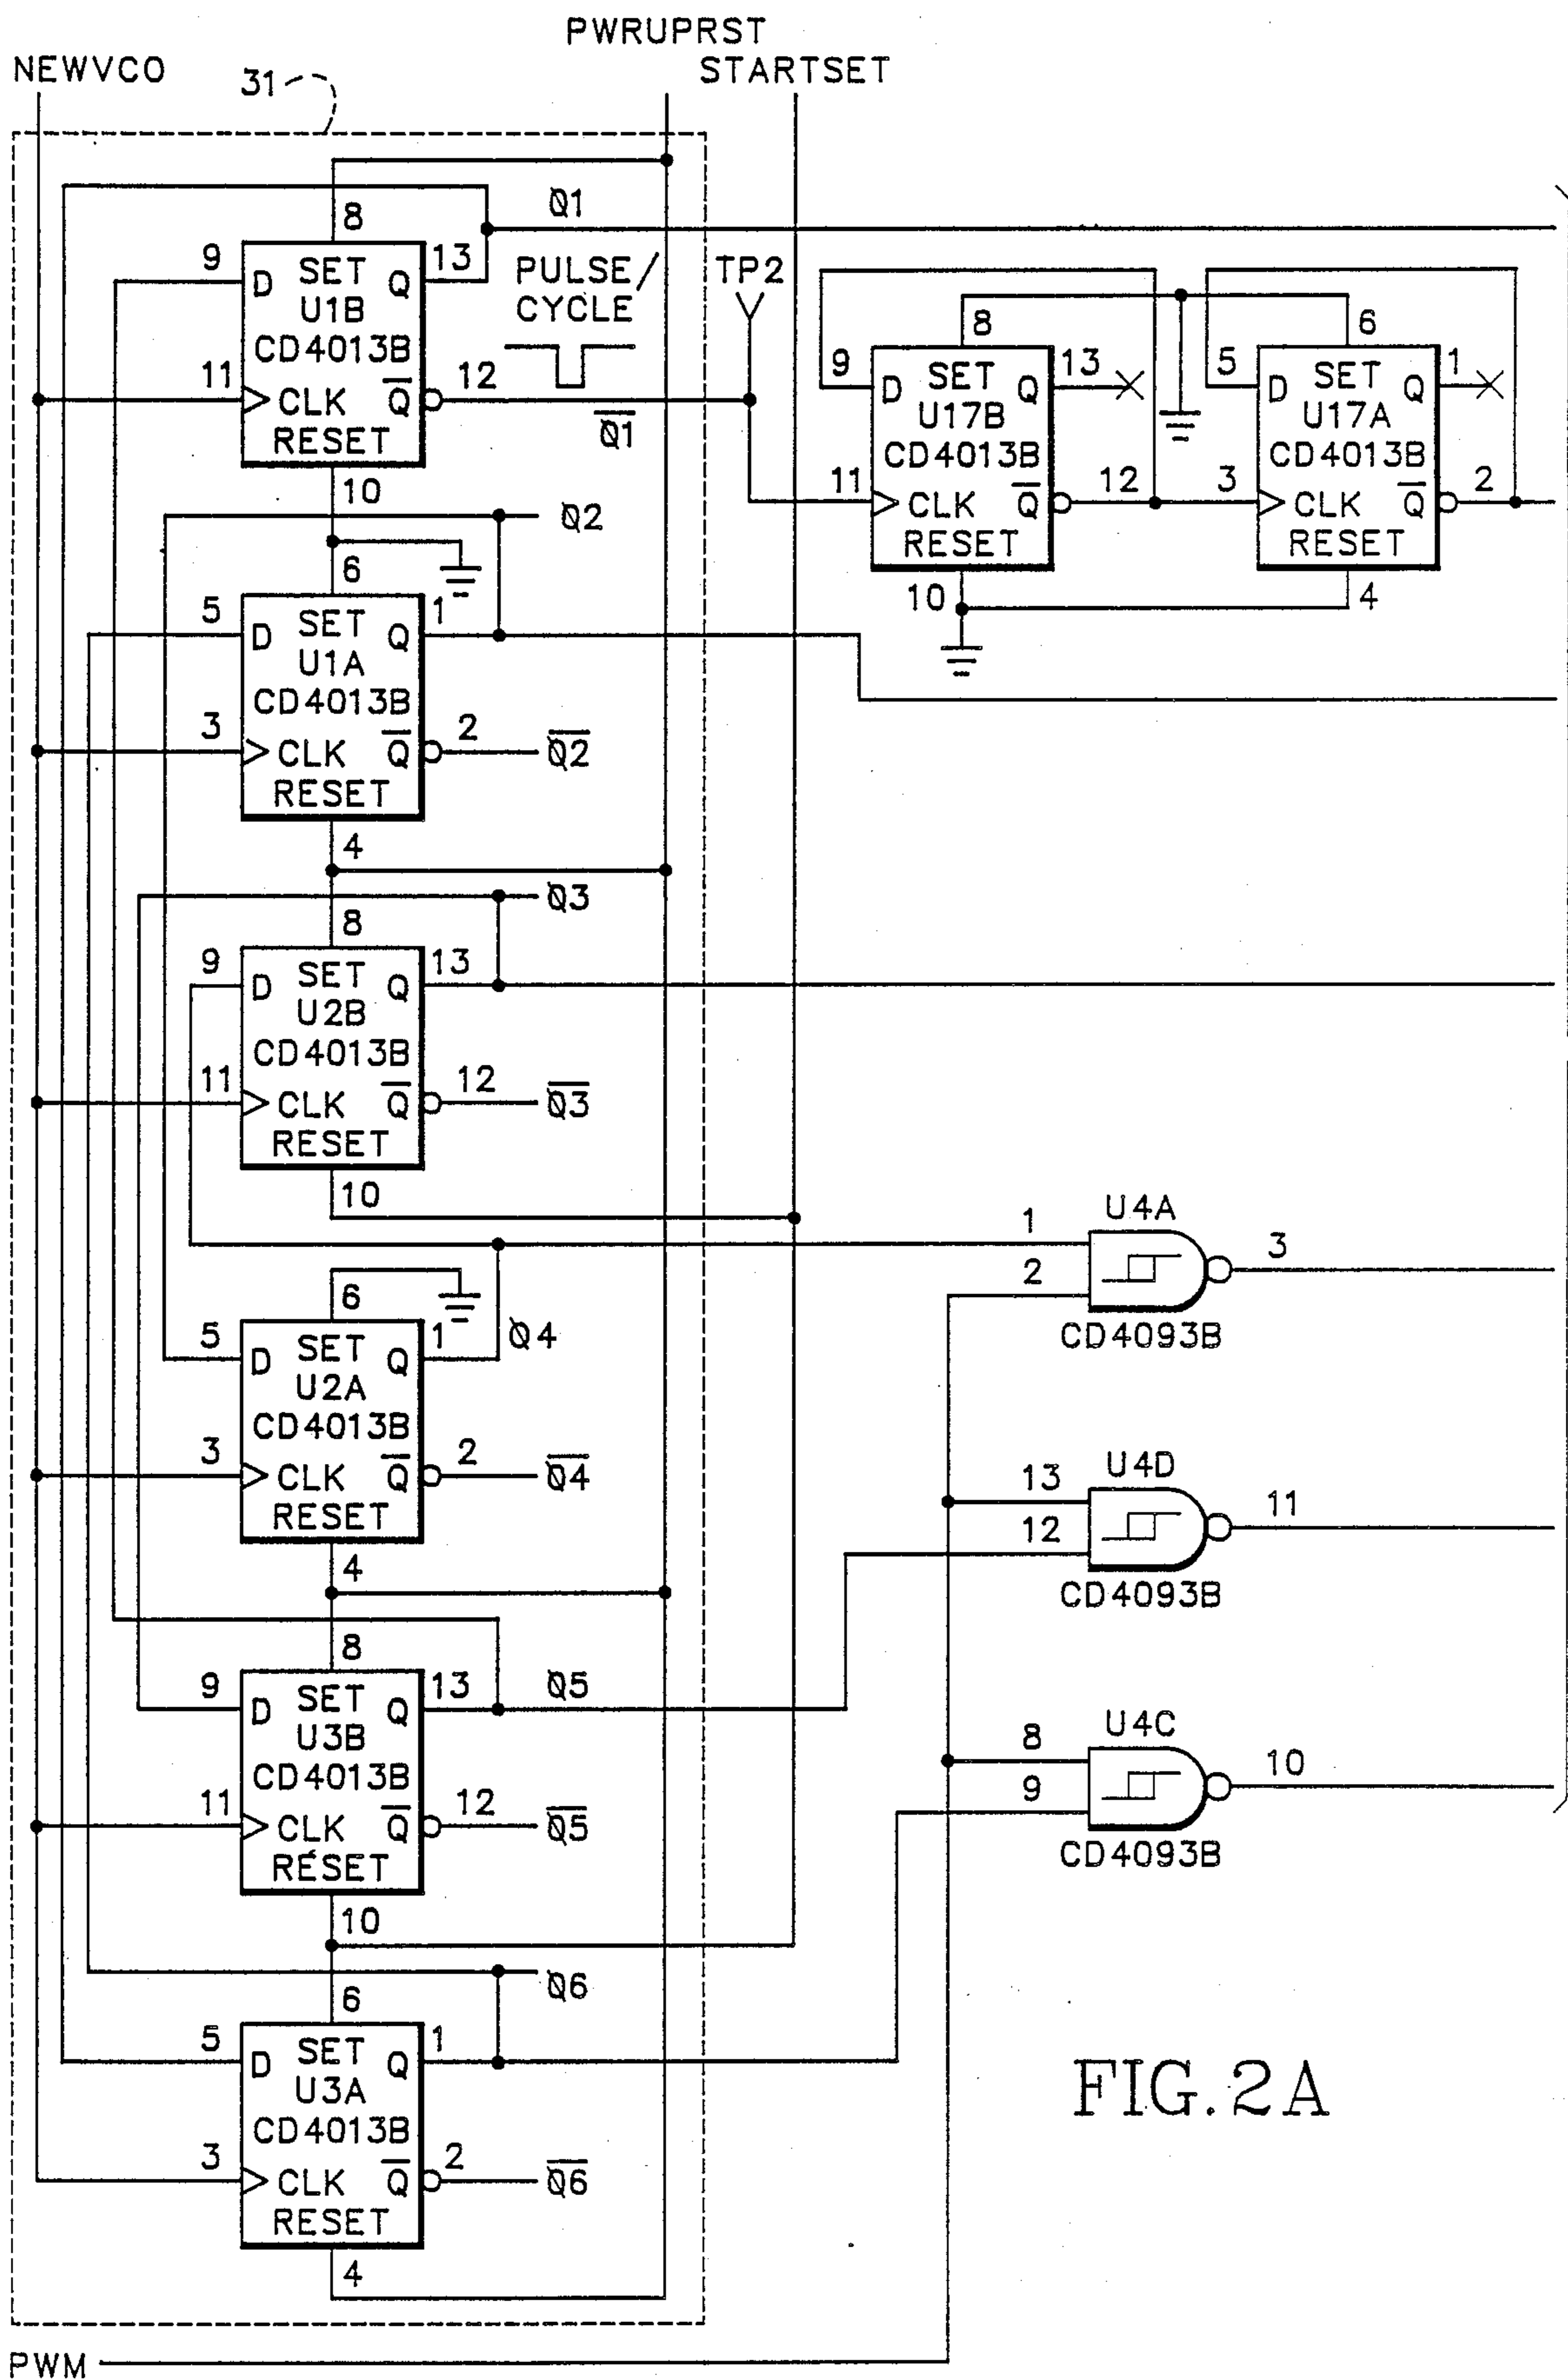 PWRUPRST
NEWVCO
31
STARTSET
Q1
8
9
D
SET
Q
13
U1B
CD4013B
PULSE/
CYCLE
TP2
11
CLK
Q̅
12
RESET
Q̅1̅
10
8
9
D
SET
Q
13
U17B
CD4013B
11
CLK
Q̅
12
RESET
10
6
5
D
SET
Q
1
U17A
CD4013B
3
CLK
Q̅
2
RESET
4
Q2
6
5
D
SET
Q
1
U1A
CD4013B
3
CLK
Q̅
2
Q̅2̅
RESET
4
Q3
8
9
D
SET
Q
13
U2B
CD4013B
11
CLK
Q̅
12
Q̅3̅
RESET
10
U4A
1
2
3
CD4093B
6
5
D
SET
Q
1
Q4
U2A
CD4013B
3
CLK
Q̅
2
Q̅4̅
RESET
4
U4D
13
12
11
CD4093B
8
9
D
SET
Q
13
Q5
U3B
CD4013B
11
CLK
Q̅
12
Q̅5̅
RESET
10
U4C
8
9
10
CD4093B
Q6
6
5
D
SET
Q
1
U3A
CD4013B
3
CLK
Q̅
2
Q̅6̅
RESET
4
FIG. 2A
PWM